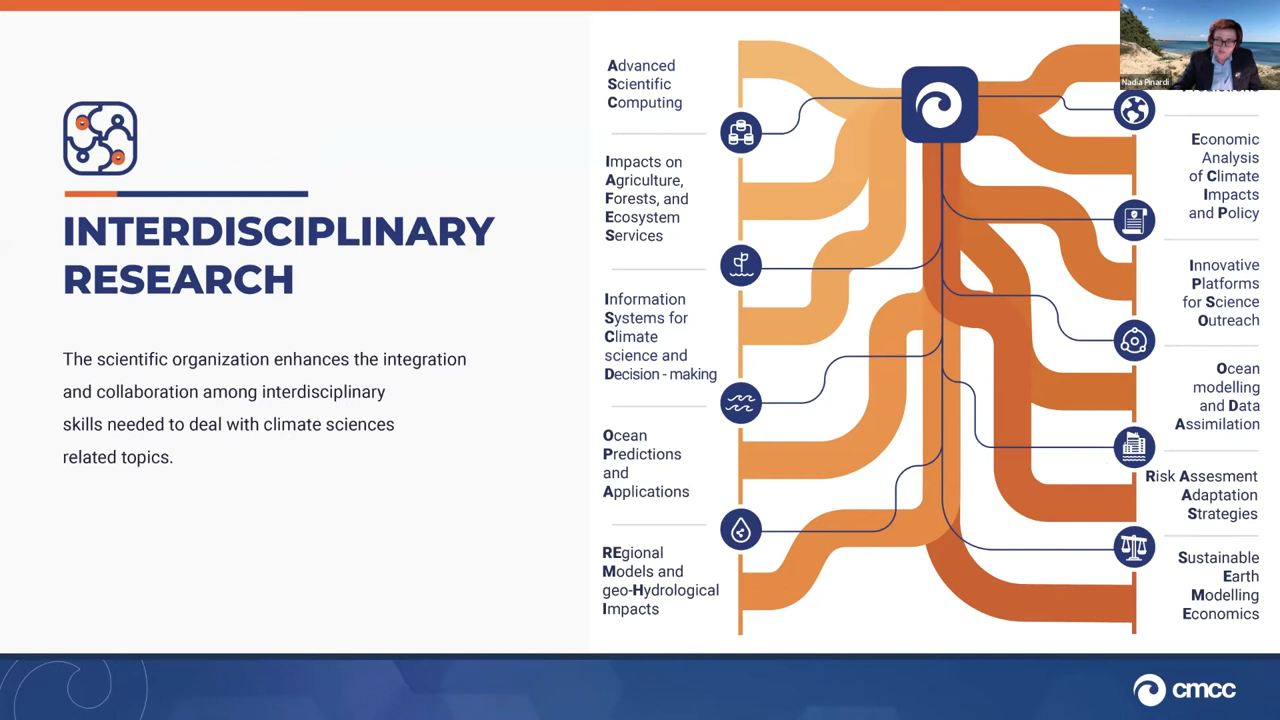 INTERDISCIPLINARY
RESEARCH
The scientific organization enhances the integration
and collaboration among interdisciplinary
skills needed to deal with climate sciences
related topics.
Advanced
Scientific
Computing
Impacts on
Agriculture,
Forests, and
Ecosystem
Services
Information
Systems for
Climate
science and
Decision - making
Ocean
Predictions
and
Applications
REgional
Models and
geo-Hydrological
Impacts
Nadia Pinardi
Economic
Analysis
of Climate
Impacts
and Policy
Innovative
Platforms
for Science
Outreach
Ocean
modelling
and Data
Assimilation
Risk Assesment
Adaptation
Strategies
Sustainable
Earth
Modelling
Economics
cmcc